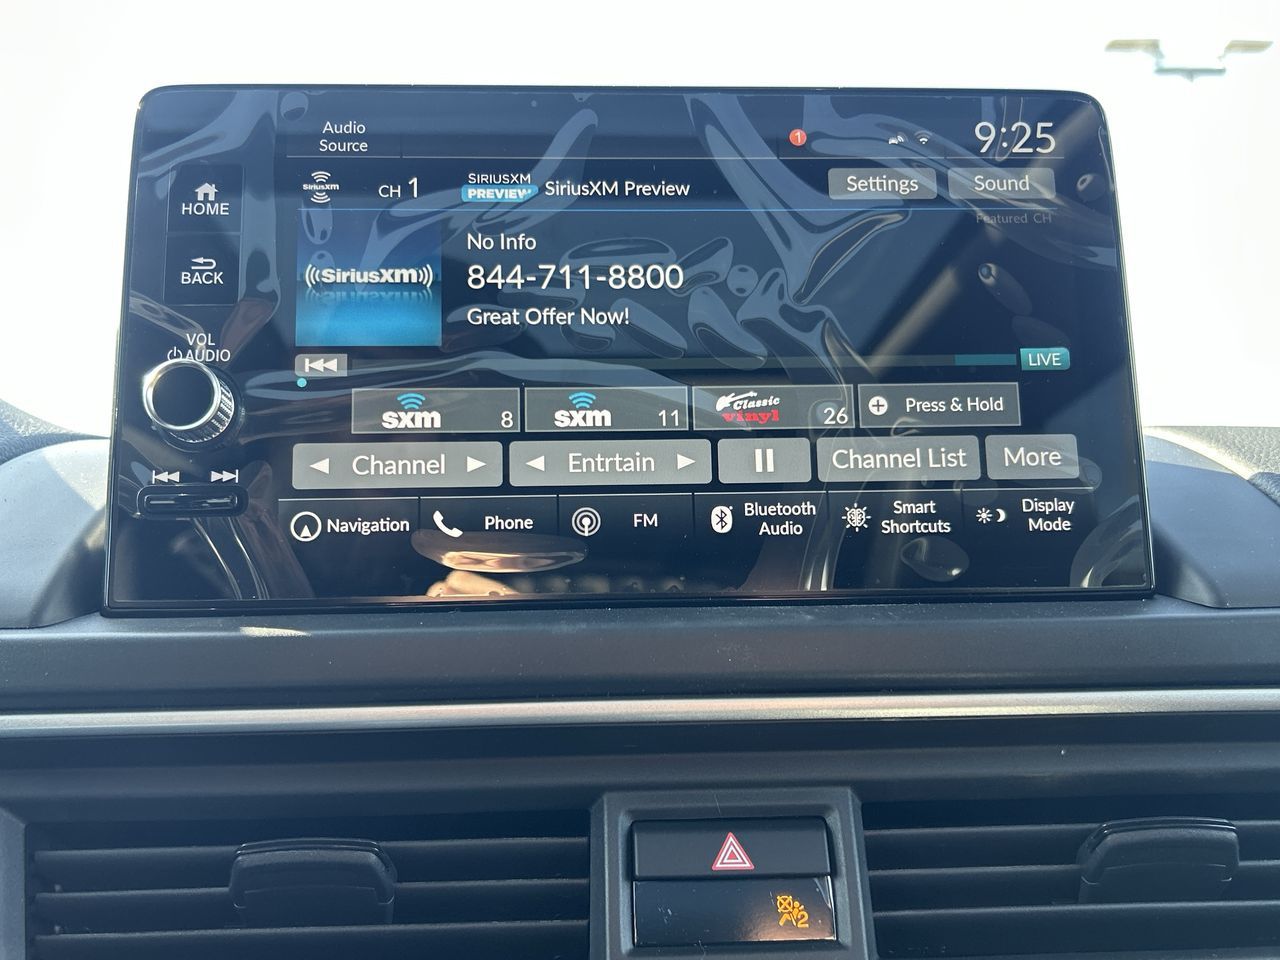 Audio
Source
1
9:25
HOME
BACK
VOL
AUDIO
SIRIUSXM
CH 1
SIRIUSXM
PREVIEW
SiriusXM Preview
Settings
Sound
Featured CH
No Info
((SiriusXM))
844-711-8800
Great Offer Now!
LIVE
sxm 8
sxm 11
Classic
vinyl 26
Press & Hold
Channel
Entrtain
Channel List
More
Navigation
Phone
FM
Bluetooth
Audio
Smart
Shortcuts
Display
Mode
2